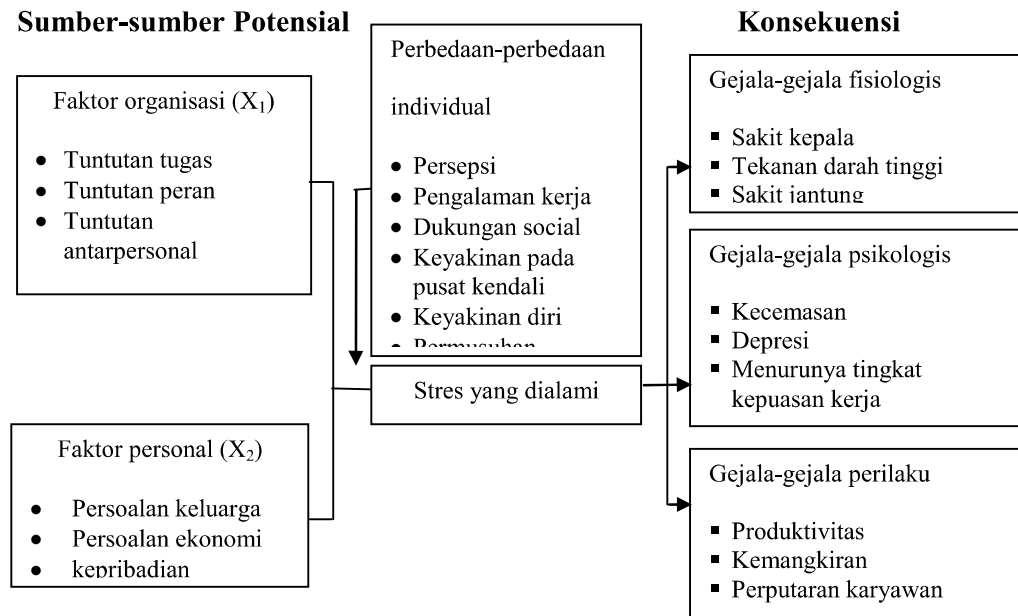 Sumber-sumber Potensial
Konsekuensi
Faktor organisasi (X₁)
● Tuntutan tugas
● Tuntutan peran
● Tuntutan
antarpersonal
Faktor personal (X₂)
● Persoalan keluarga
● Persoalan ekonomi
● kepribadian
Perbedaan-perbedaan
individual
● Persepsi
● Pengalaman kerja
● Dukungan social
● Keyakinan pada
pusat kendali
● Keyakinan diri
● Permusuhan
Stres yang dialami
Gejala-gejala fisiologis
▪ Sakit kepala
▪ Tekanan darah tinggi
▪ Sakit jantung
Gejala-gejala psikologis
▪ Kecemasan
▪ Depresi
▪ Menurunya tingkat
kepuasan kerja
Gejala-gejala perilaku
▪ Produktivitas
▪ Kemangkiran
▪ Perputaran karyawan